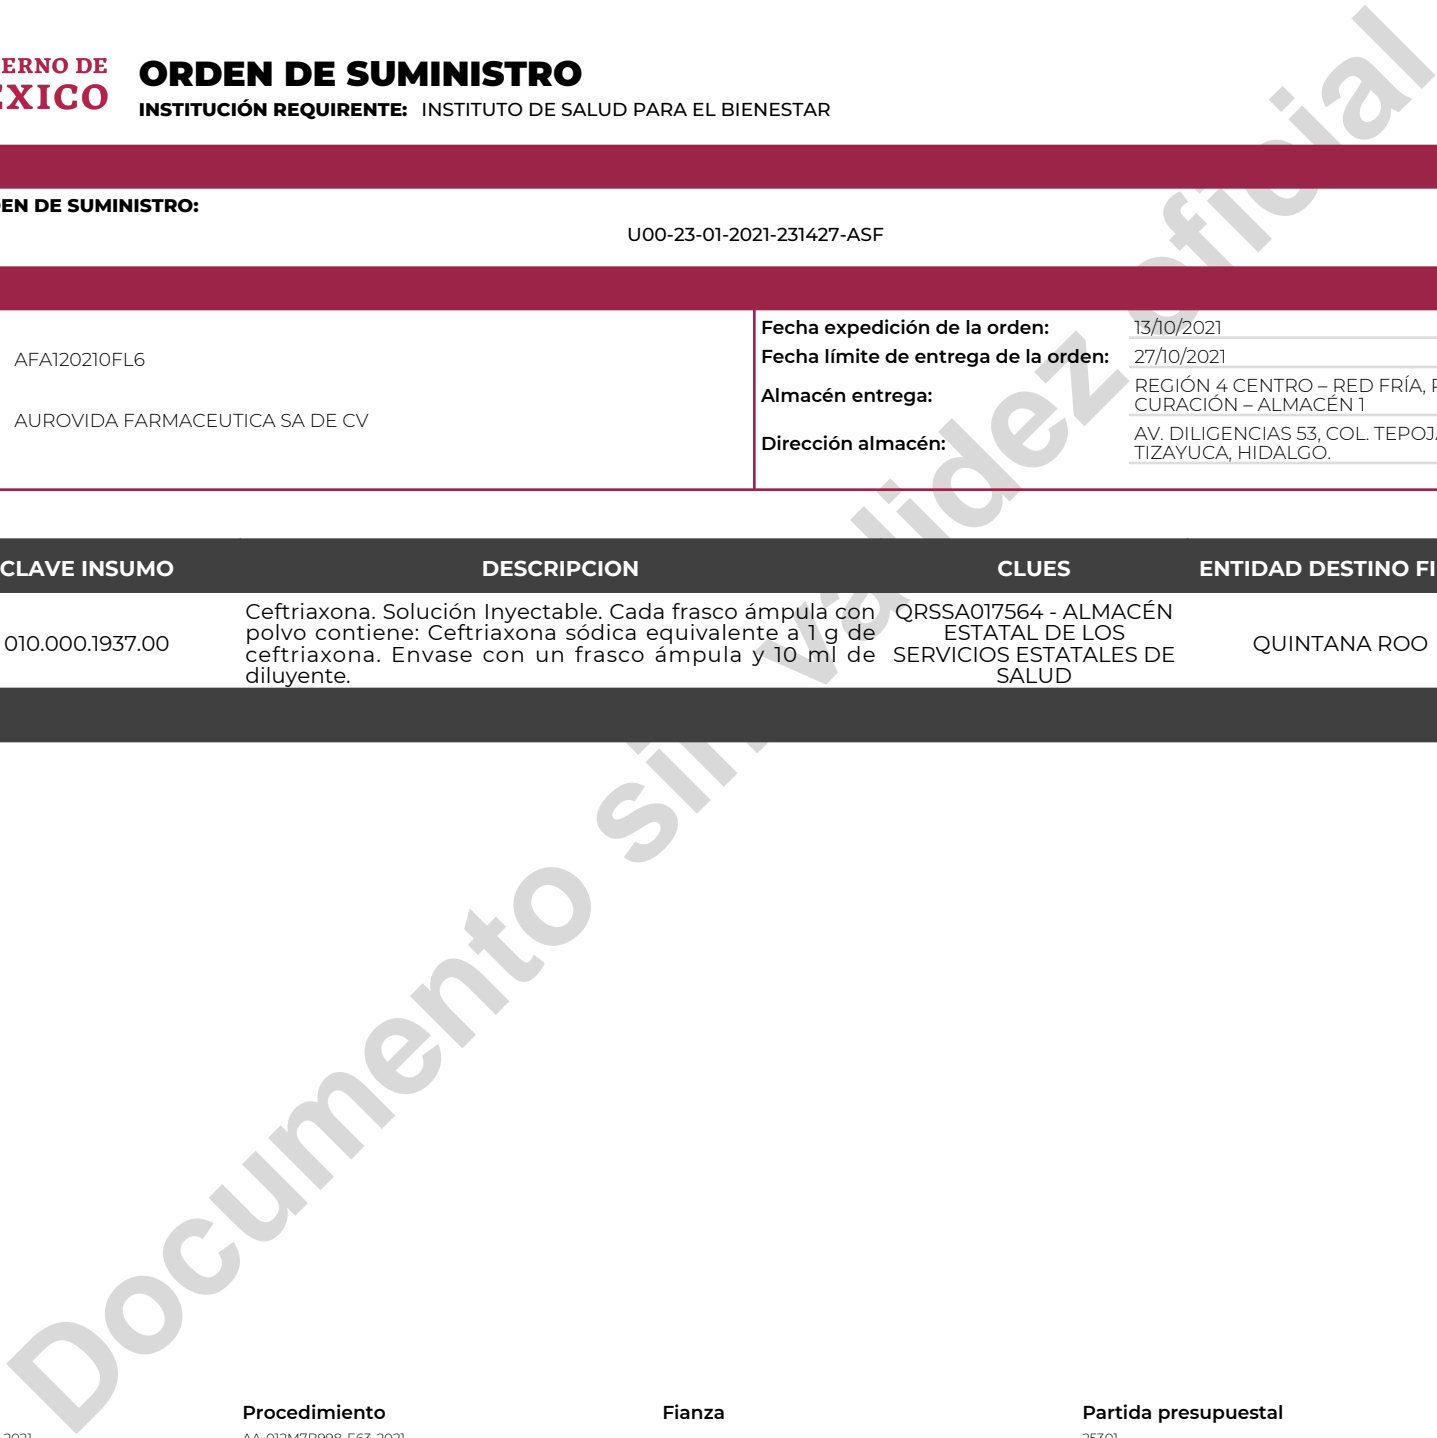 ERNO DE
ORDEN DE SUMINISTRO
INSTITUCIÓN REQUIRENTE: INSTITUTO DE SALUD PARA EL BIENESTAR
EXICO
EN DE SUMINISTRO:
U00-23-01-2021-231427-ASF
AFA120210FL6
AUROVIDA FARMACEUTICA SA DE CV
Fecha expedición de la orden: 13/10/2021
Fecha límite de entrega de la orden: 27/10/2021
Almacén entrega: REGIÓN 4 CENTRO – RED FRÍA,
CURACIÓN – ALMACÉN 1
Dirección almacén: AV. DILIGENCIAS 53, COL. TEPOJ
TIZAYUCA, HIDALGO.
CLAVE INSUMO DESCRIPCION CLUES ENTIDAD DESTINO FI
010.000.1937.00
Ceftriaxona. Solución Inyectable. Cada frasco ámpula con
polvo contiene: Ceftriaxona sódica equivalente a 1 g de
ceftriaxona. Envase con un frasco ámpula y 10 ml de
diluyente.
QRSSA017564 - ALMACÉN
ESTATAL DE LOS
SERVICIOS ESTATALES DE
SALUD
QUINTANA ROO
Documento sin validez oficial
Procedimiento Fianza Partida presupuestal